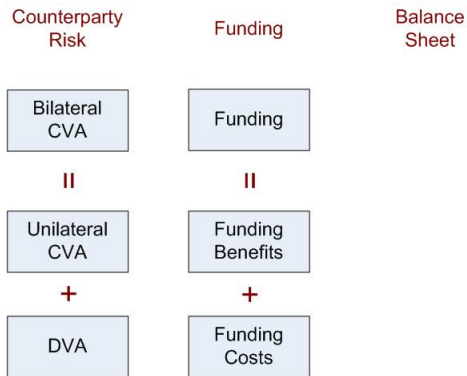 Counterparty
Risk
Funding
Balance
Sheet
Bilateral
CVA
Funding
=
=
Unilateral
CVA
Funding
Benefits
+
+
DVA
Funding
Costs